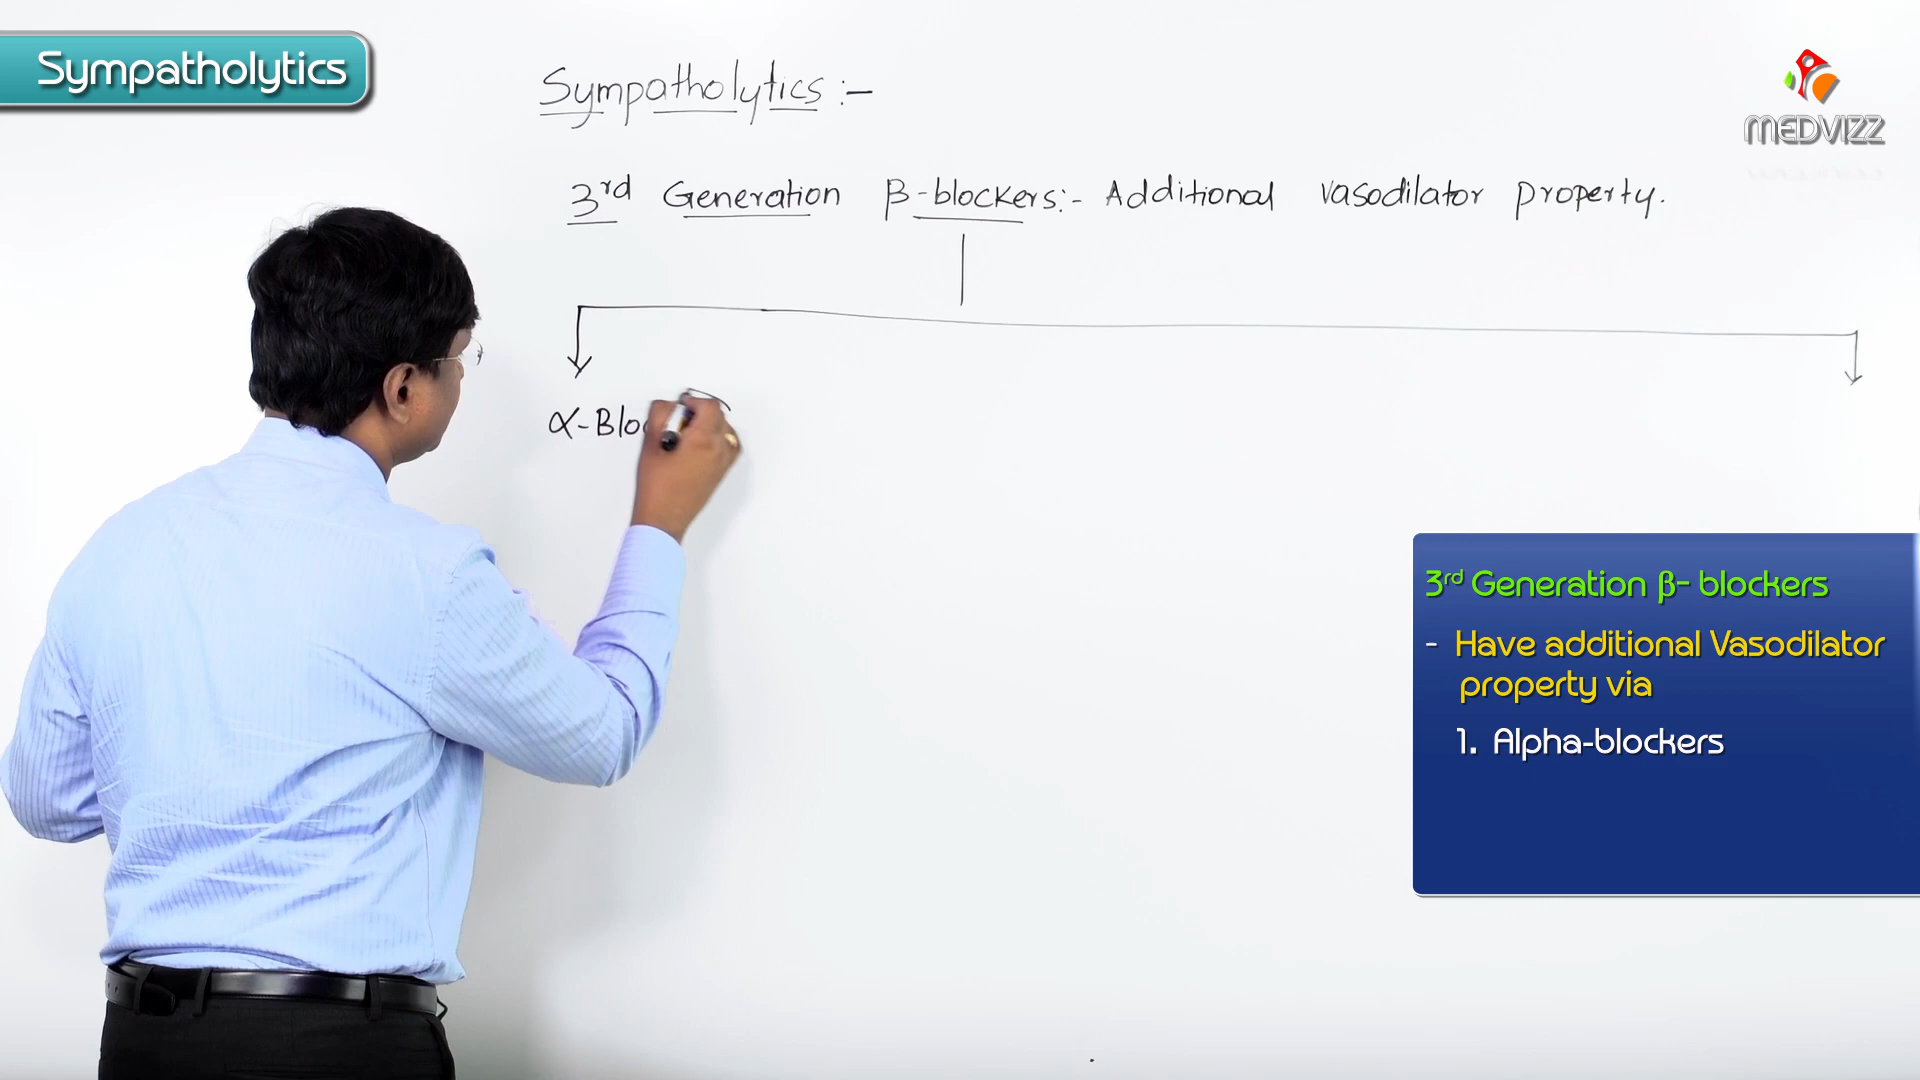 Sympatholytics
Sympatholytics :-
MEDVIZZ
3rd Generation β-blockers:- Additional vasodilator property.
α-Bloc
3rd Generation β- blockers
- Have additional Vasodilator
property via
1. Alpha-blockers